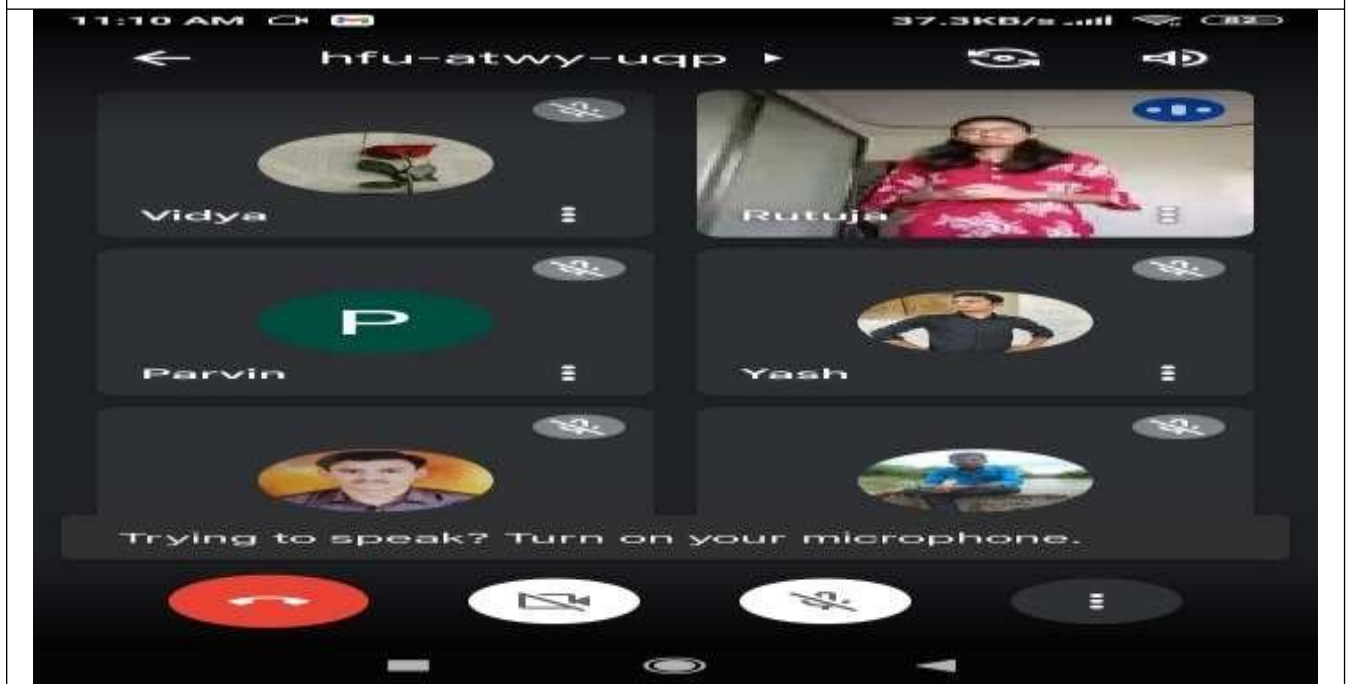 11:10 AM 37.3KB/s 82
hfu-atwy-uqp
Vidya
Rutuja
P
Parvin
Yash
Trying to speak? Turn on your microphone.